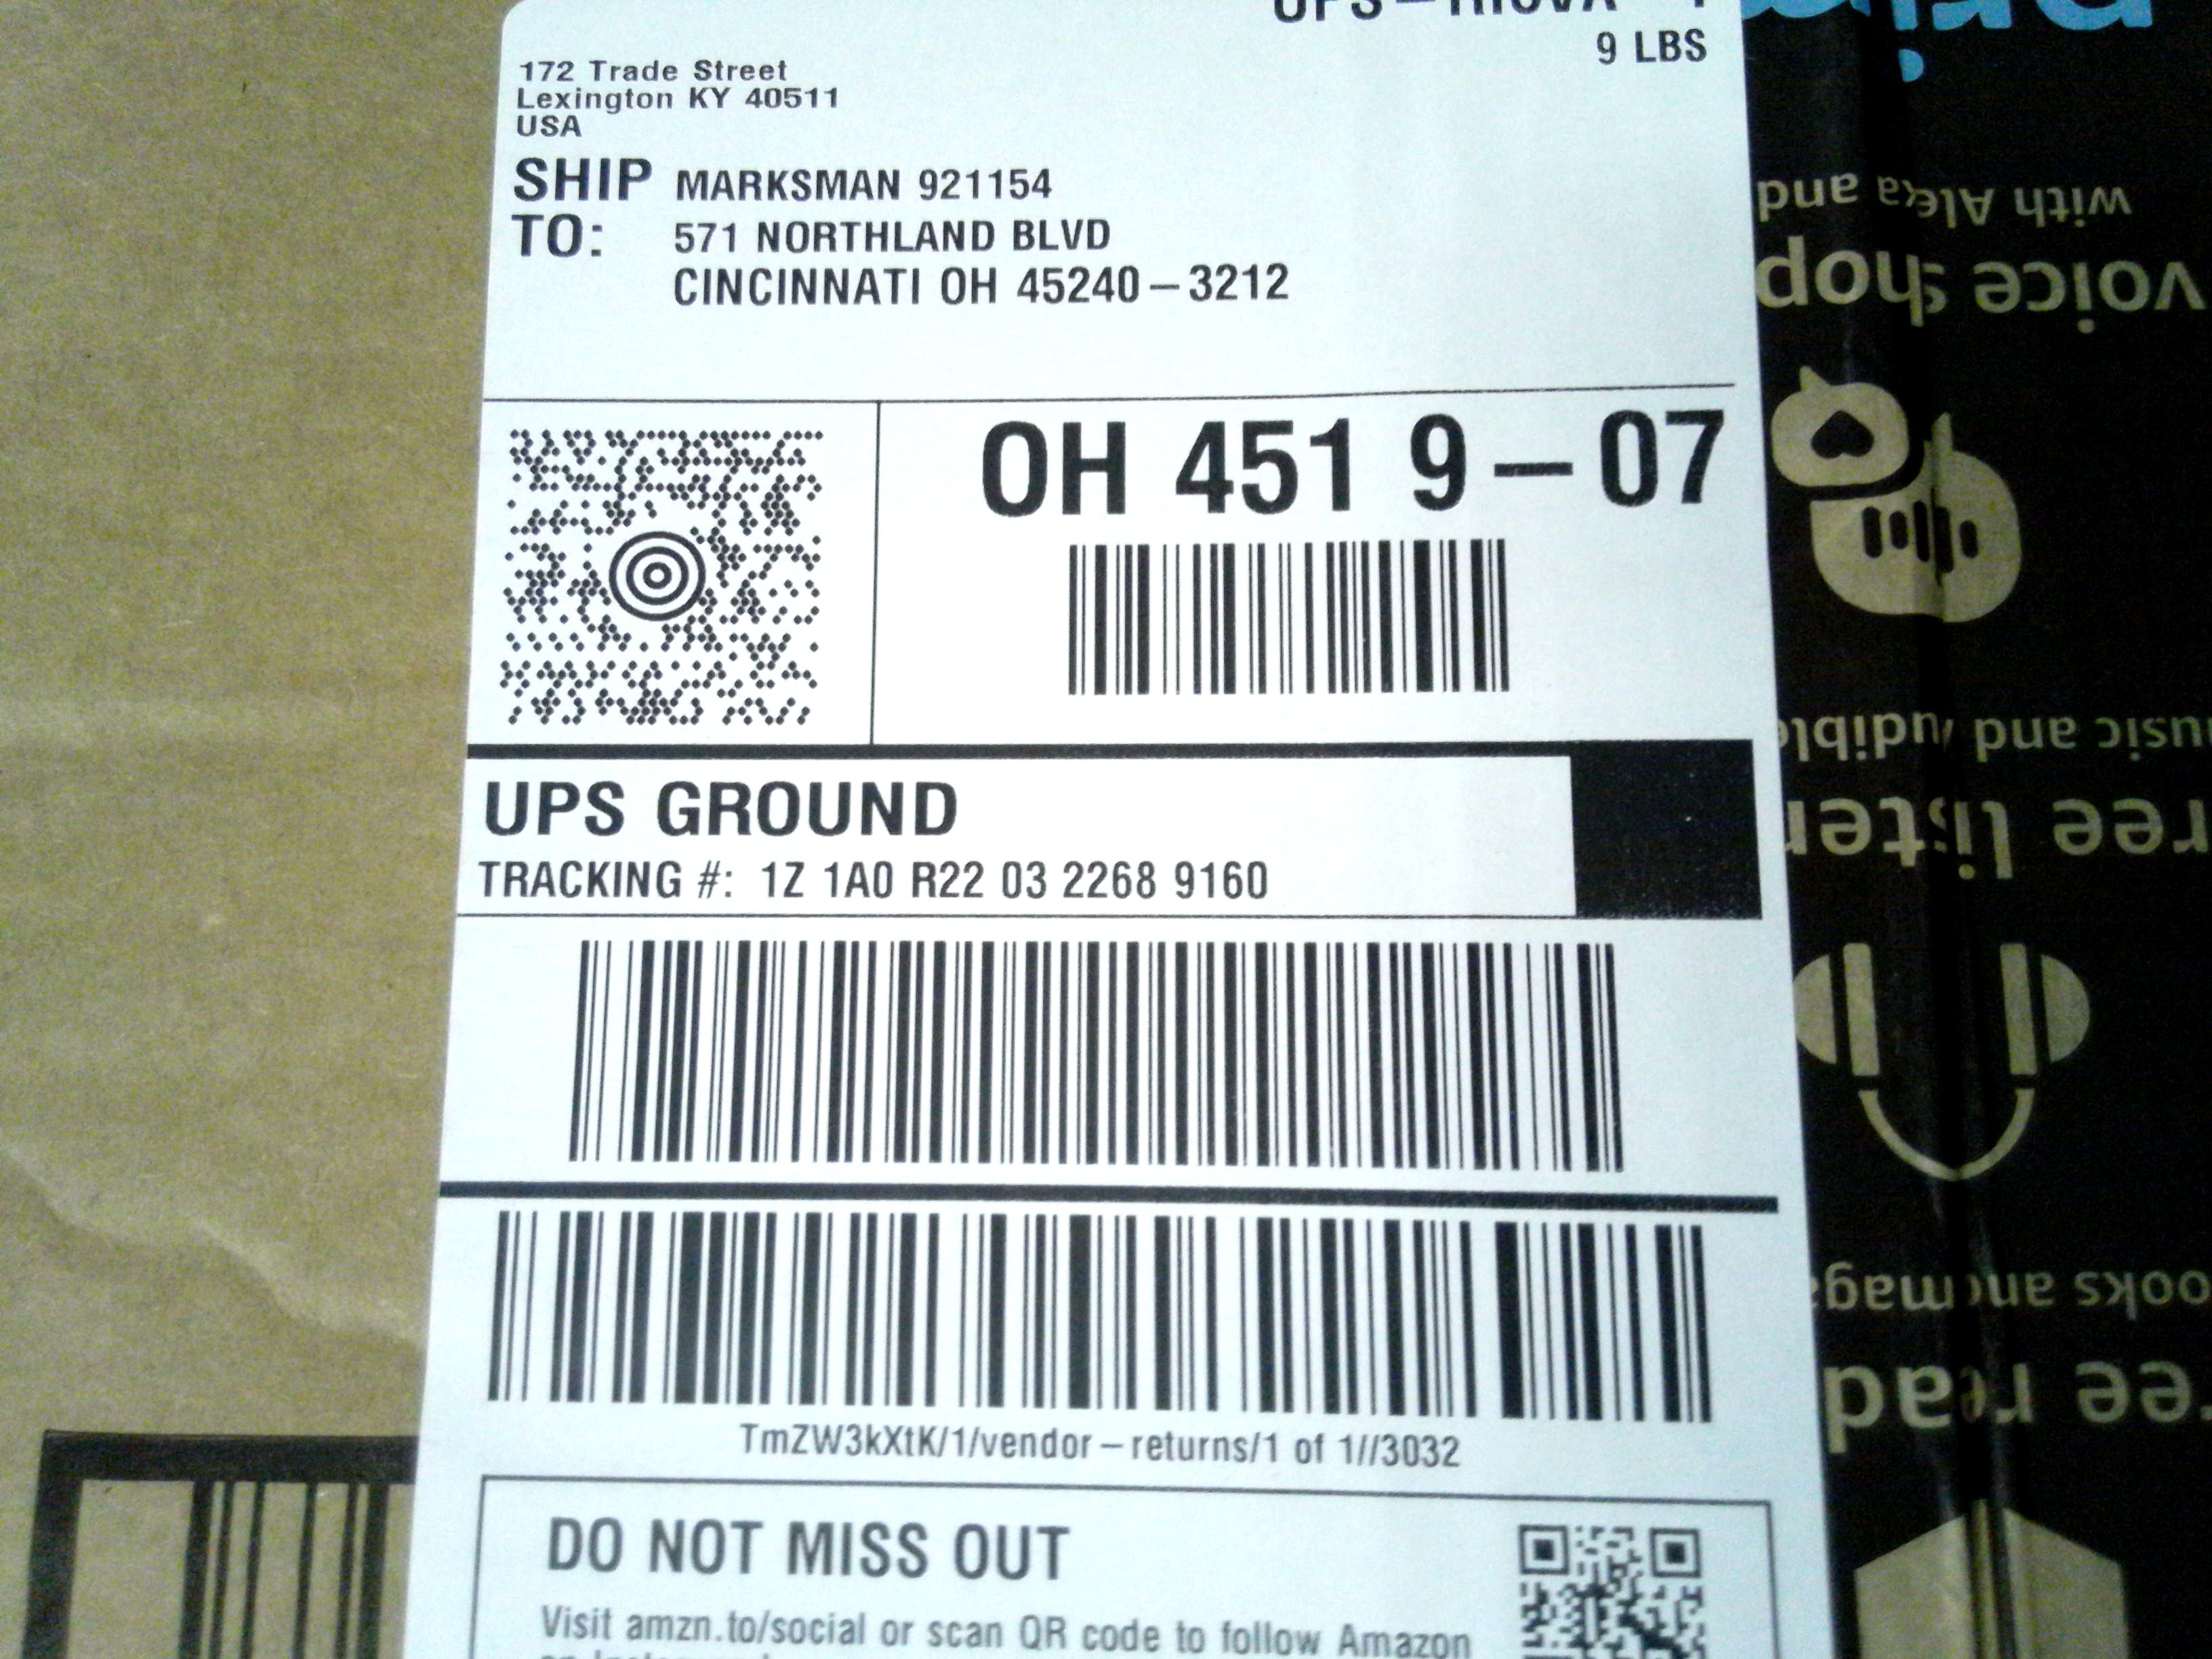 9 LBS
172 Trade Street
Lexington KY 40511
USA
SHIP TO: MARKSMAN 921154
571 NORTHLAND BLVD
CINCINNATI OH 45240-3212
OH 451 9-07
UPS GROUND
TRACKING #: 1Z 1A0 R22 03 2268 9160
TmZW3kXtK/1/vendor-returns/1 of 1//3032
DO NOT MISS OUT
Visit amzn.to/social or scan QR code to follow Amazon
voice shop
with Alexa and
ree listen
usic and Audible
ee read
ooks and maga